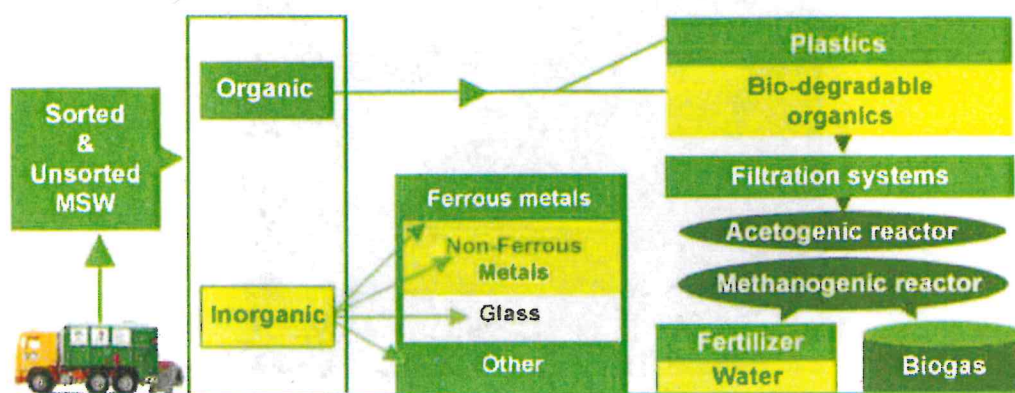 Sorted
&
Unsorted
MSW
Organic
Inorganic
Ferrous metals
Non-Ferrous
Metals
Glass
Other
Plastics
Bio-degradable
organics
Filtration systems
Acetogenic reactor
Methanogenic reactor
Fertilizer
Water
Biogas